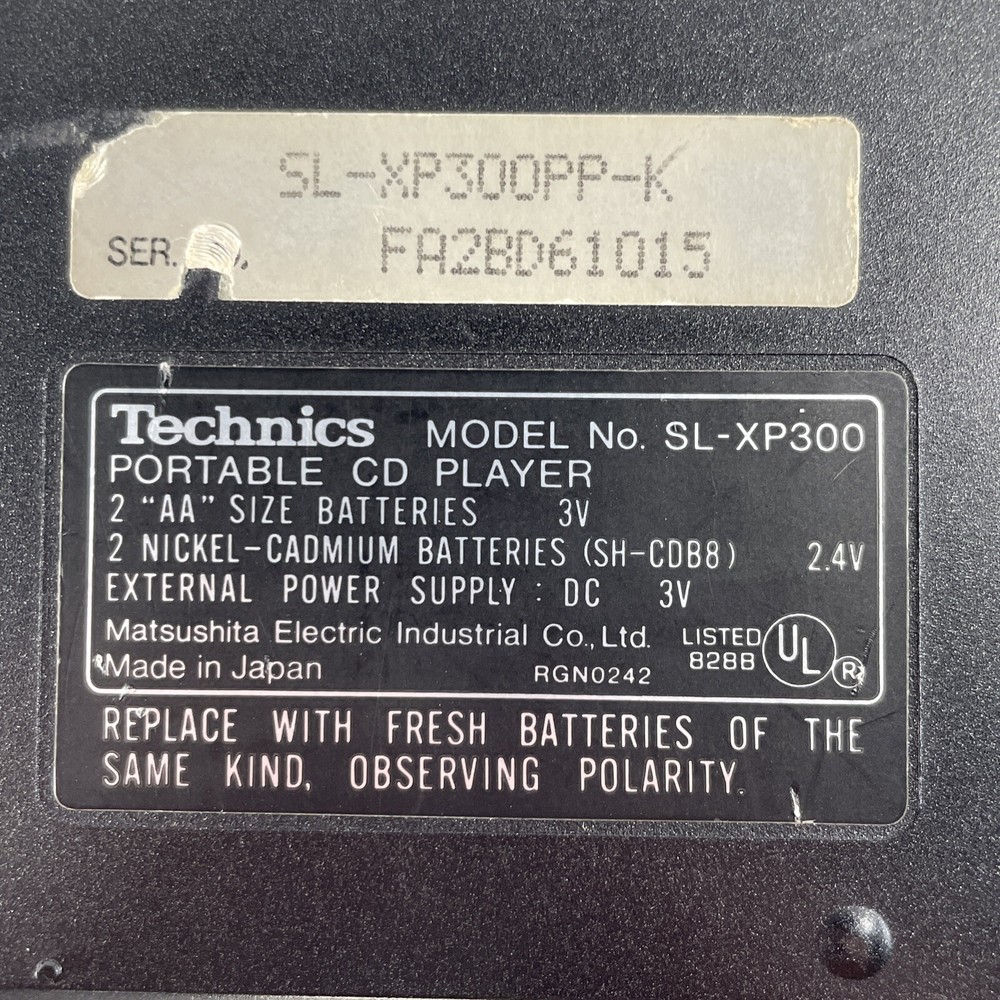 SL-XP300PP-K
SER. FA2BD61015
Technics MODEL No. SL-XP300
PORTABLE CD PLAYER
2 “AA” SIZE BATTERIES 3V
2 NICKEL-CADMIUM BATTERIES (SH-CDB8) 2.4V
EXTERNAL POWER SUPPLY : DC 3V
Matsushita Electric Industrial Co., Ltd. LISTED UL ®
Made in Japan RGN0242 828B
REPLACE WITH FRESH BATTERIES OF THE
SAME KIND, OBSERVING POLARITY.